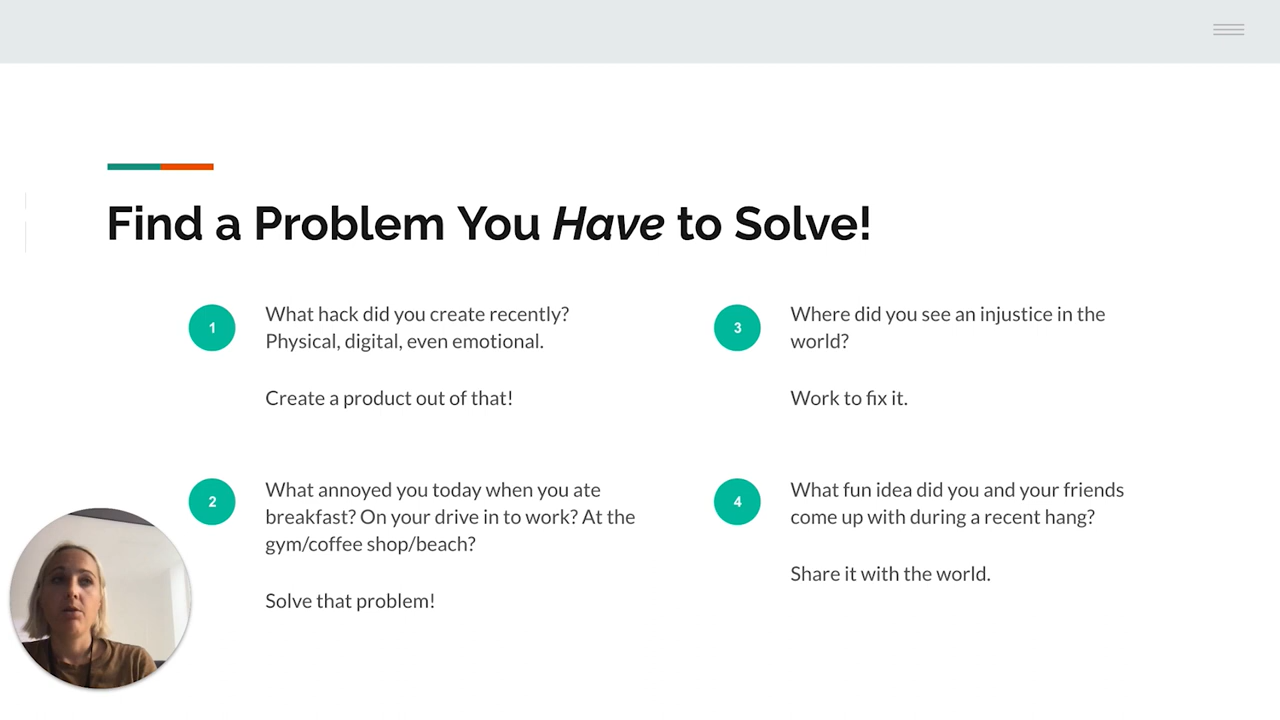 Find a Problem You Have to Solve!
1
What hack did you create recently?
Physical, digital, even emotional.
Create a product out of that!
2
What annoyed you today when you ate
breakfast? On your drive in to work? At the
gym/coffee shop/beach?
Solve that problem!
3
Where did you see an injustice in the
world?
Work to fix it.
4
What fun idea did you and your friends
come up with during a recent hang?
Share it with the world.